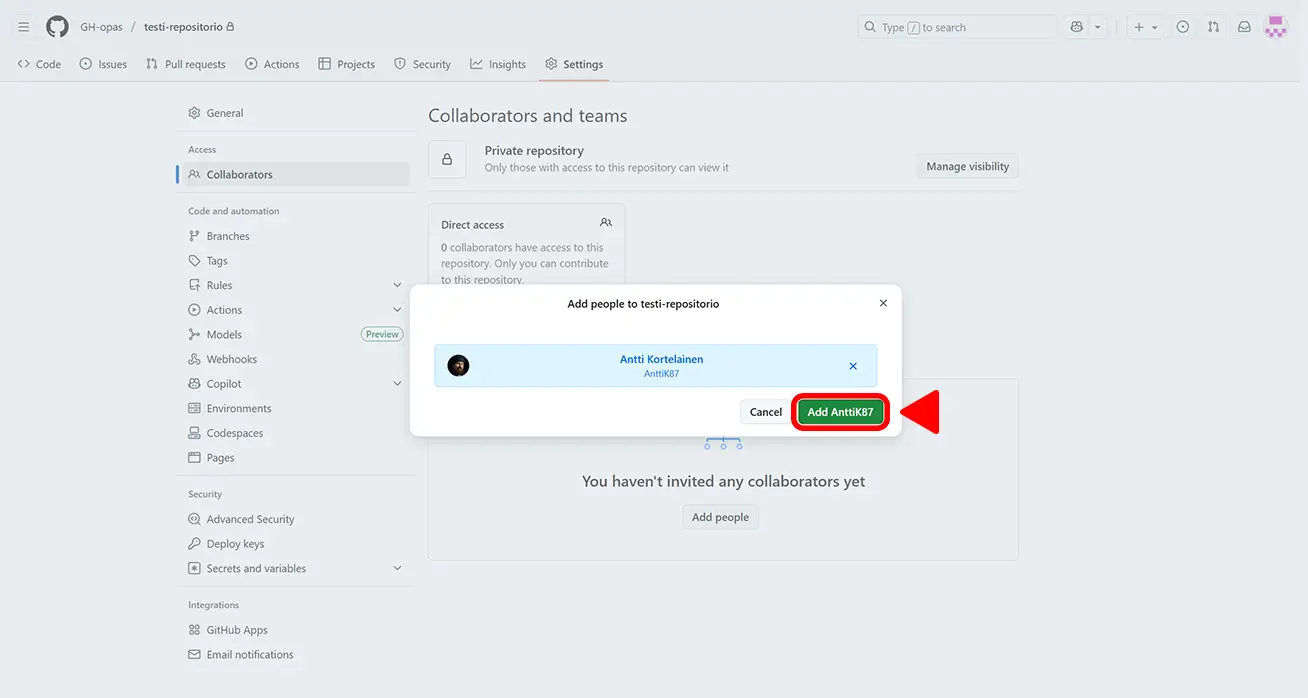 GH-opas / testi-repositorio
Type / to search
Code
Issues
Pull requests
Actions
Projects
Security
Insights
Settings
General
Access
Collaborators
Code and automation
Branches
Tags
Rules
Actions
Models
Preview
Webhooks
Copilot
Environments
Codespaces
Pages
Security
Advanced Security
Deploy keys
Secrets and variables
Integrations
GitHub Apps
Email notifications
Collaborators and teams
Private repository
Only those with access to this repository can view it
Manage visibility
Direct access
0 collaborators have access to this
repository. Only you can contribute
to this repository.
Add people to testi-repositorio
Antti Kortelainen
AnttiK87
Cancel
Add AnttiK87
You haven't invited any collaborators yet
Add people